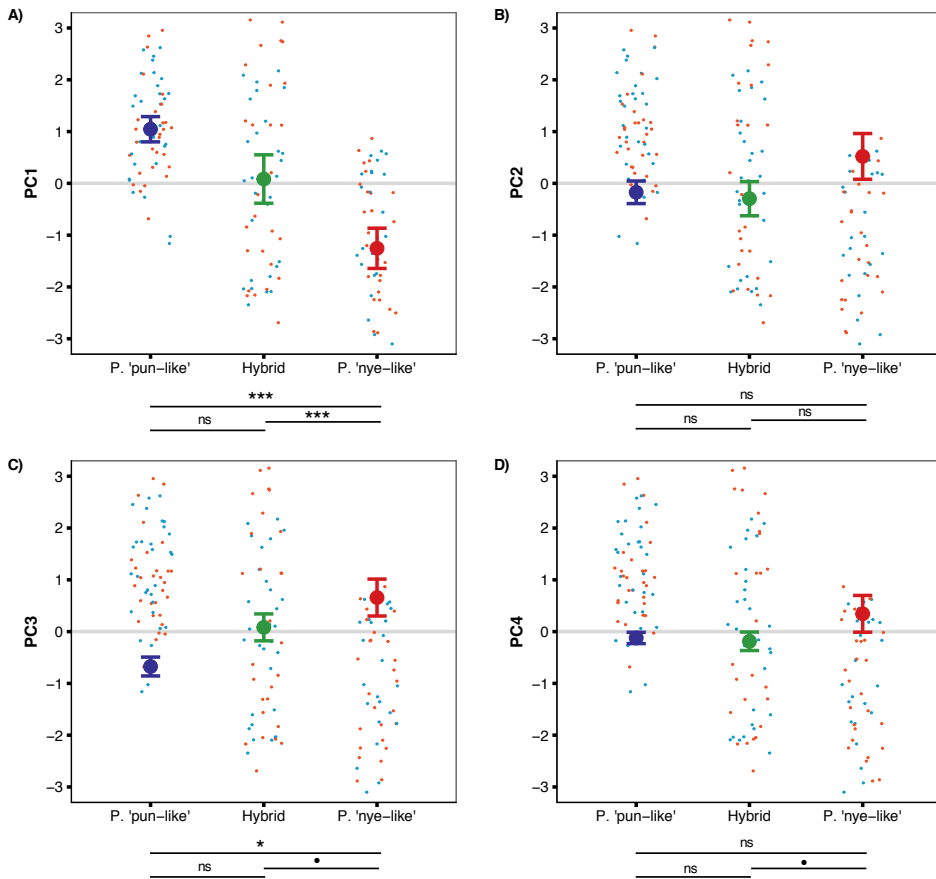 A)
PC1
3
2
1
0
−1
−2
−3
P. 'pun−like'
Hybrid
P. 'nye−like'
***
ns
***
B)
PC2
3
2
1
0
−1
−2
−3
P. 'pun−like'
Hybrid
P. 'nye−like'
ns
ns
ns
C)
PC3
3
2
1
0
−1
−2
−3
P. 'pun−like'
Hybrid
P. 'nye−like'
*
ns
•
D)
PC4
3
2
1
0
−1
−2
−3
P. 'pun−like'
Hybrid
P. 'nye−like'
ns
ns
•